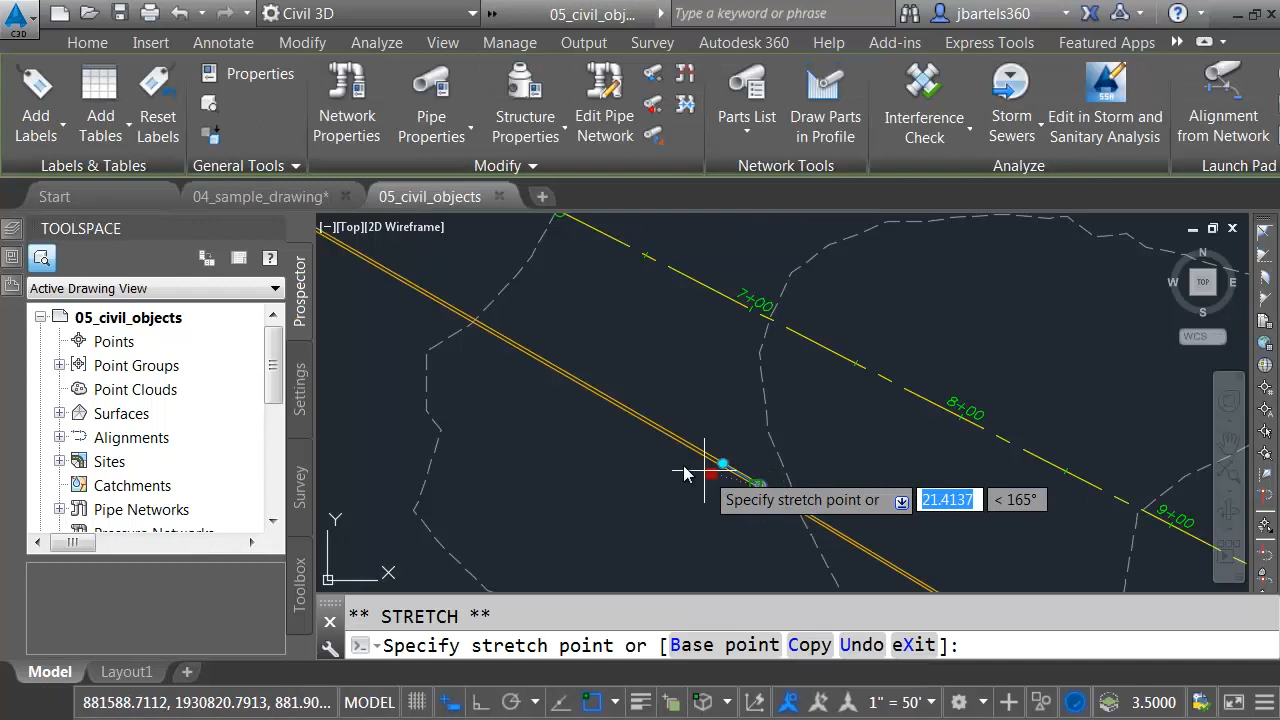 C3D
Civil 3D
05_civil_obj...
Type a keyword or phrase
jbartels360
Home Insert Annotate Modify Analyze View Manage Output Survey Autodesk 360 Help Add-ins Express Tools Featured Apps
Add Labels
Add Tables
Reset Labels
Properties
Network Properties
Pipe Properties
Structure Properties
Edit Pipe Network
Parts List
Draw Parts in Profile
Interference Check
Storm Sewers
Edit in Storm and Sanitary Analysis
SSA
Alignment from Network
Labels & Tables
General Tools
Modify
Network Tools
Analyze
Launch Pad
Start
04_sample_drawing*
05_civil_objects
TOOLSPACE
Active Drawing View
05_civil_objects
Points
Point Groups
Point Clouds
Surfaces
Alignments
Sites
Catchments
Pipe Networks
Pressure Networks
Prospector
Settings
Survey
Toolbox
[−][Top][2D Wireframe]
7+00
8+00
9+00
N
W
TOP
E
S
WCS
Specify stretch point or
21.4137
< 165°
Y
X
** STRETCH **
Specify stretch point or [Base point Copy Undo eXit]:
Model
Layout1
881588.7112, 1930820.7913, 881.90...
MODEL
1" = 50'
3.5000